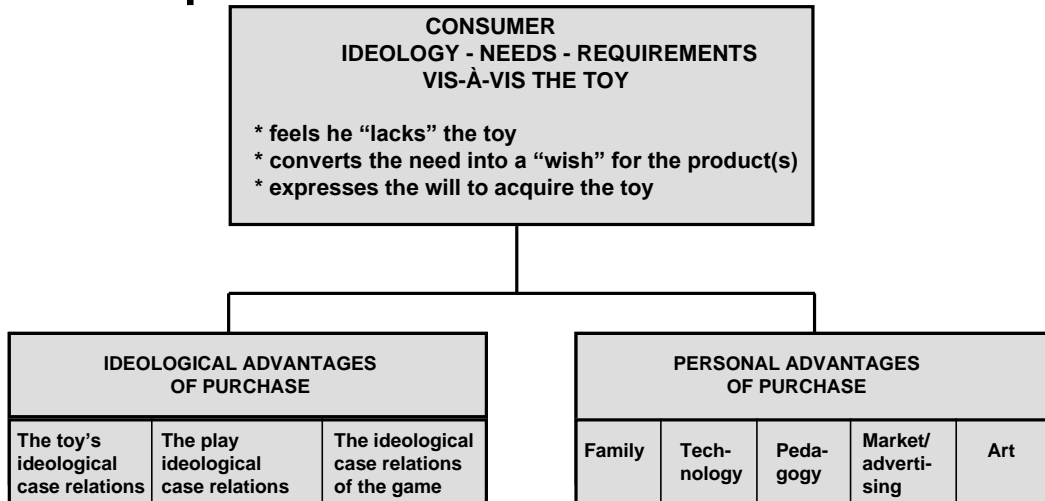 CONSUMER
IDEOLOGY - NEEDS - REQUIREMENTS
VIS-À-VIS THE TOY
* feels he “lacks” the toy
* converts the need into a “wish” for the product(s)
* expresses the will to acquire the toy
IDEOLOGICAL ADVANTAGES
OF PURCHASE
The toy's
ideological
case relations
The play
ideological
case relations
The ideological
case relations
of the game
PERSONAL ADVANTAGES
OF PURCHASE
Family
Tech-
nology
Peda-
gogy
Market/
adverti-
sing
Art